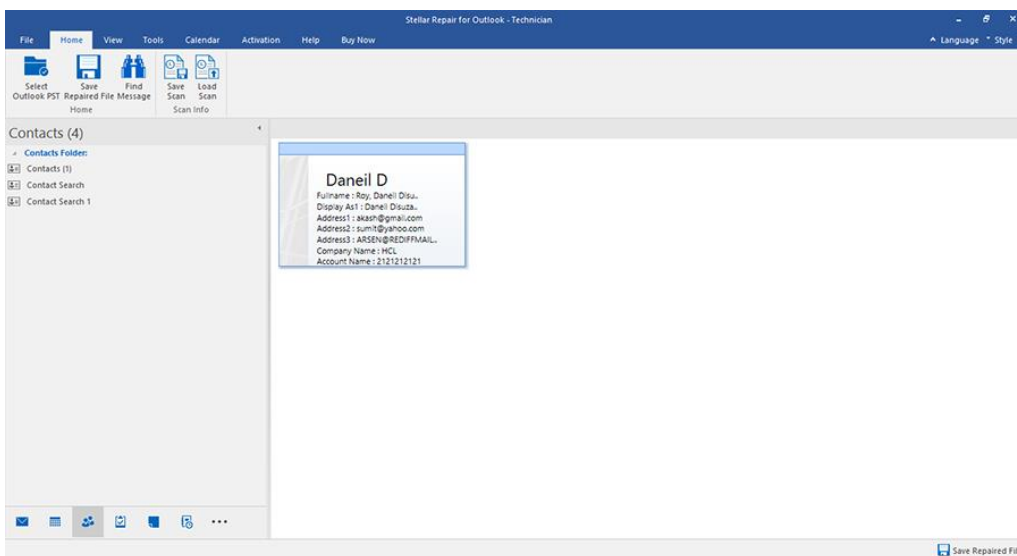 Stellar Repair for Outlook - Technician
File Home View Tools Calendar Activation Help Buy Now Language Style
Select Outlook PST
Save Repaired File
Find Message
Save Scan
Load Scan
Home Scan Info
Contacts (4)
Contacts Folder:
Contacts (1)
Contact Search
Contact Search 1
Daneil D
Fullname : Roy, Daneil Disu..
Display As1 : Daneil Disuza..
Address1 : akash@gmail.com
Address2 : sumit@yahoo.com
Address3 : ARSEN@REDIFFMAIL..
Company Name : HCL
Account Name : 2121212121
Save Repaired Fil